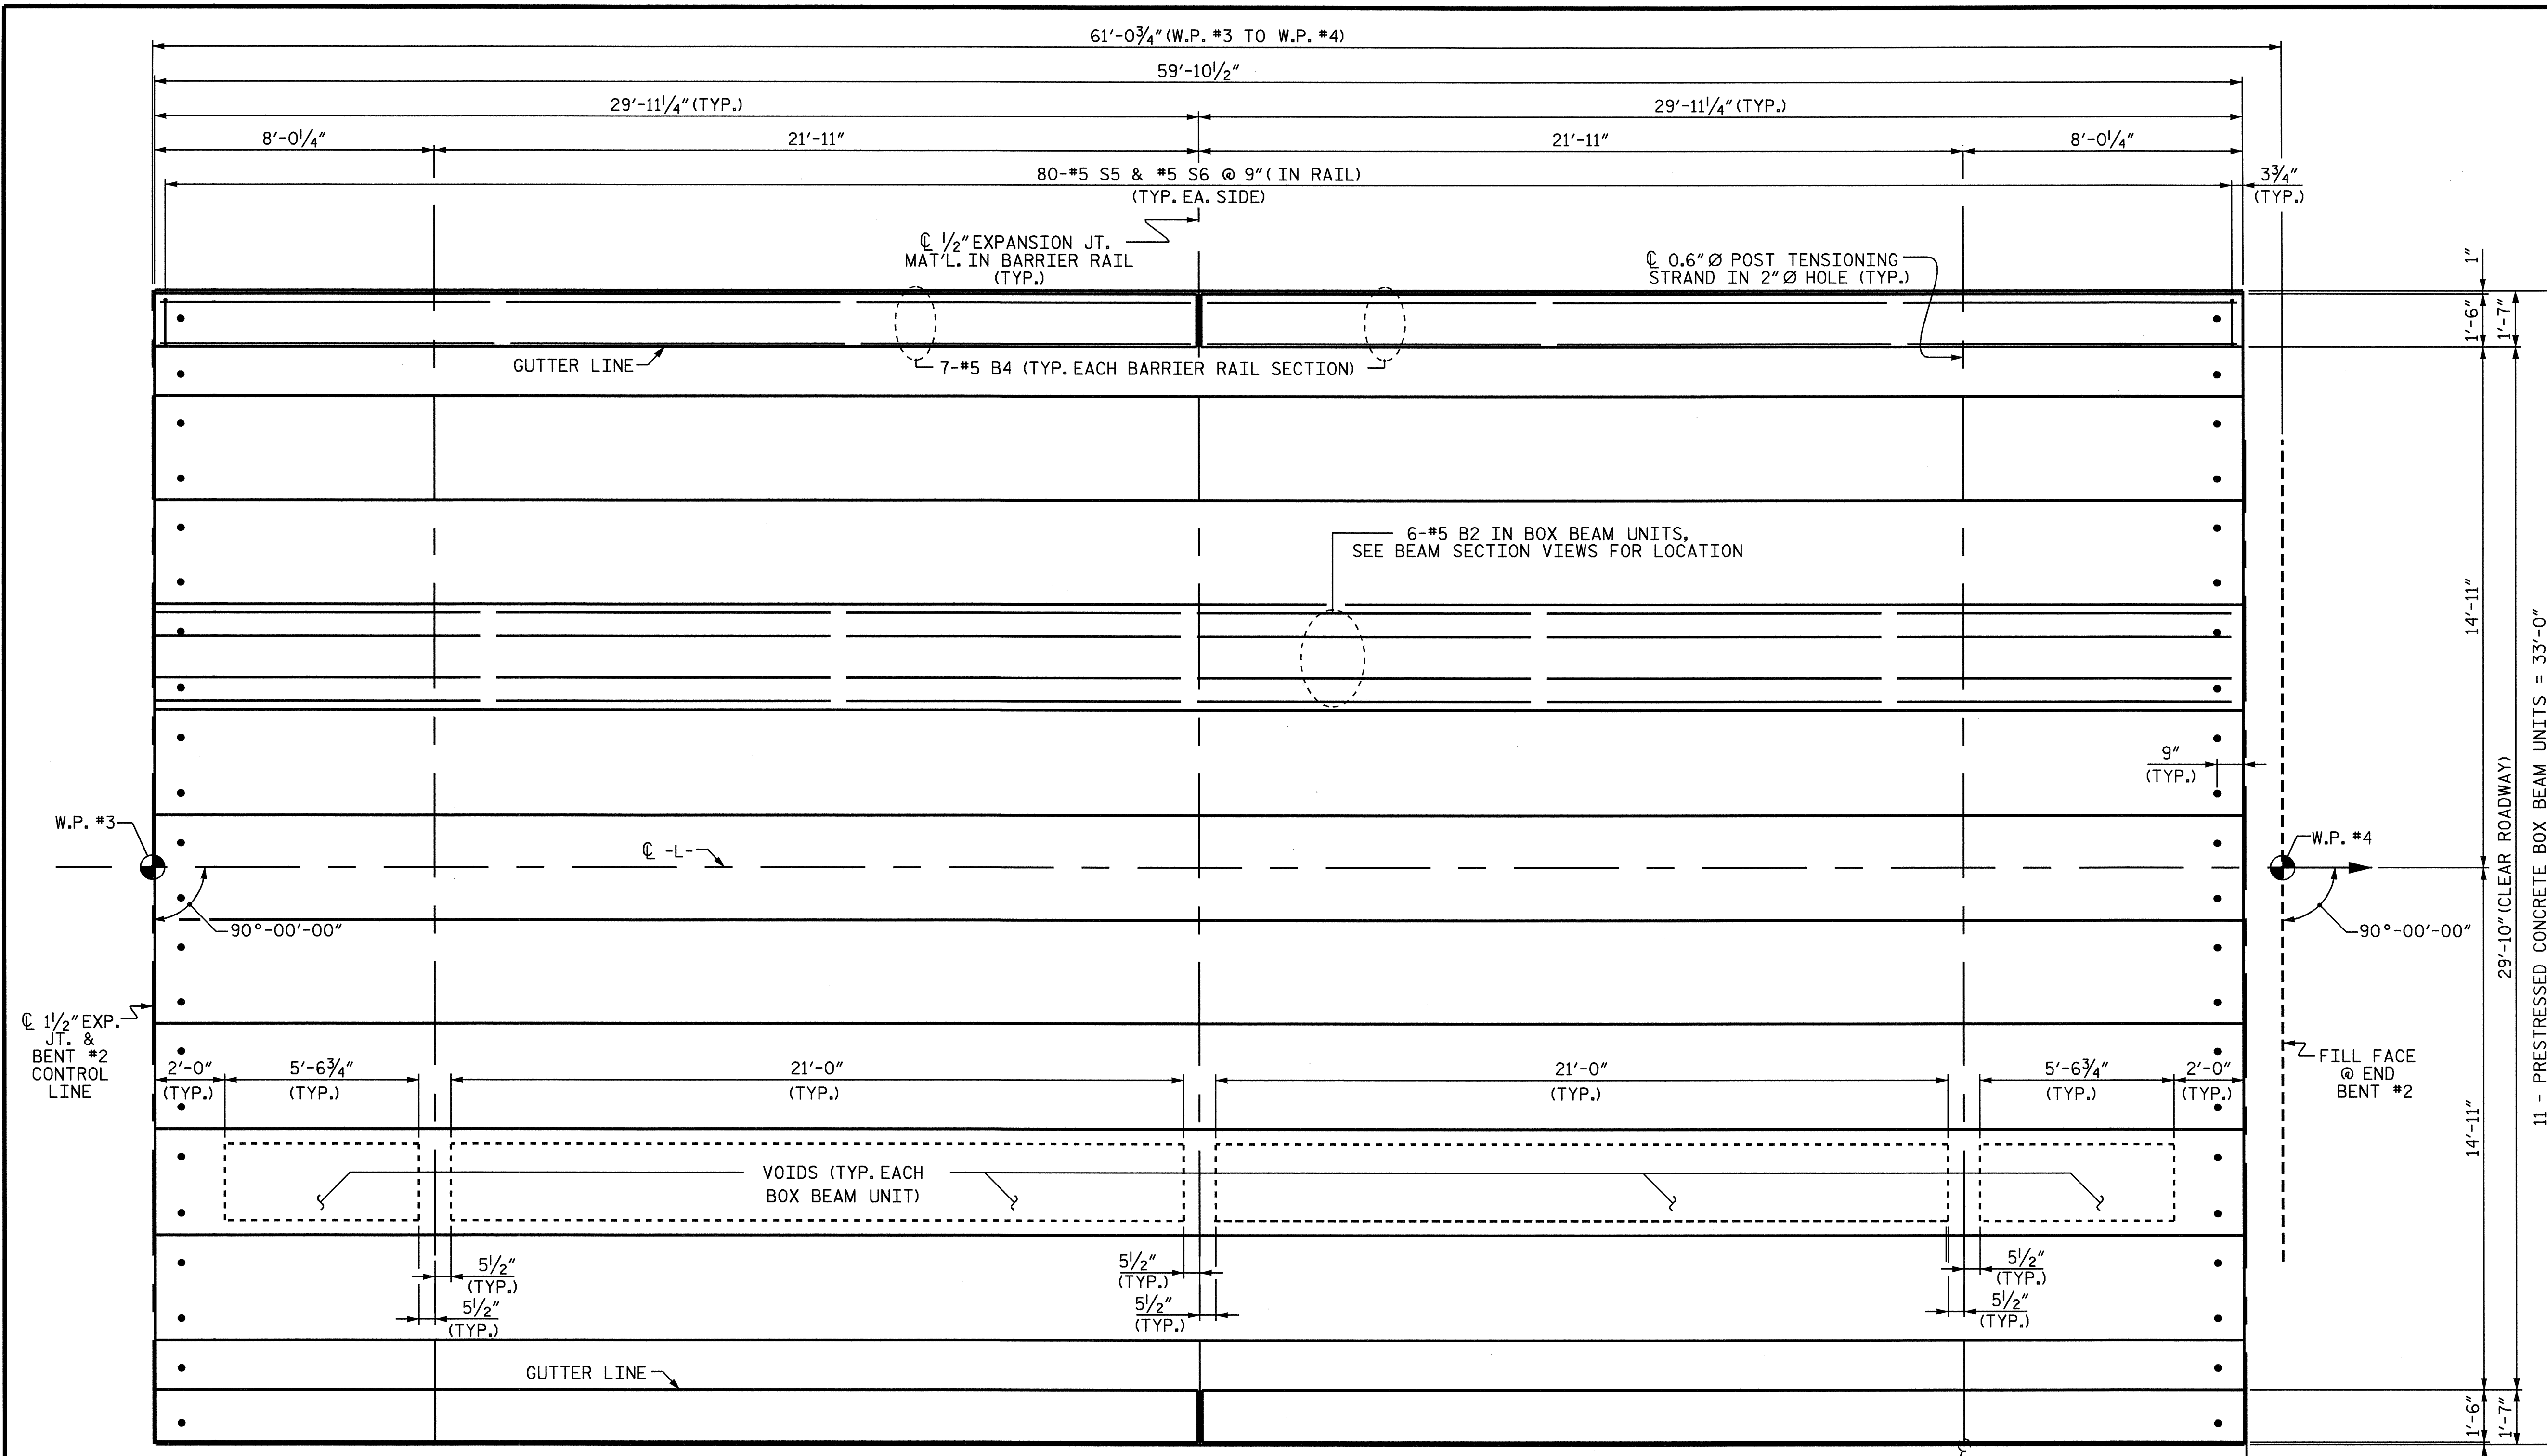 61'-0¾" (W.P. #3 TO W.P. #4)
59'-10½"
29'-11¼" (TYP.)
29'-11¼" (TYP.)
8'-0¼"
21'-11"
21'-11"
8'-0¼"
80-#5 S5 & #5 S6 @ 9" (IN RAIL)
(TYP. EA. SIDE)
3¾"
(TYP.)
℄ ½" EXPANSION JT.
MAT'L. IN BARRIER RAIL
(TYP.)
℄ 0.6" Ø POST TENSIONING
STRAND IN 2" Ø HOLE (TYP.)
1"
1'-6"
1'-7"
GUTTER LINE
7-#5 B4 (TYP. EACH BARRIER RAIL SECTION)
6-#5 B2 IN BOX BEAM UNITS,
SEE BEAM SECTION VIEWS FOR LOCATION
14'-11"
29'-10" (CLEAR ROADWAY)
11 - PRESTRESSED CONCRETE BOX BEAM UNITS = 33'-0"
9"
(TYP.)
W.P. #3
℄ -L-
W.P. #4
90°-00'-00"
90°-00'-00"
℄ 1½" EXP.
JT. &
BENT #2
CONTROL
LINE
FILL FACE
@ END
BENT #2
2'-0"
(TYP.)
5'-6¾"
(TYP.)
21'-0"
(TYP.)
21'-0"
(TYP.)
5'-6¾"
(TYP.)
2'-0"
(TYP.)
14'-11"
VOIDS (TYP. EACH
BOX BEAM UNIT)
5½"
(TYP.)
5½"
(TYP.)
5½"
(TYP.)
5½"
(TYP.)
5½"
(TYP.)
5½"
(TYP.)
GUTTER LINE
1'-6"
1'-7"